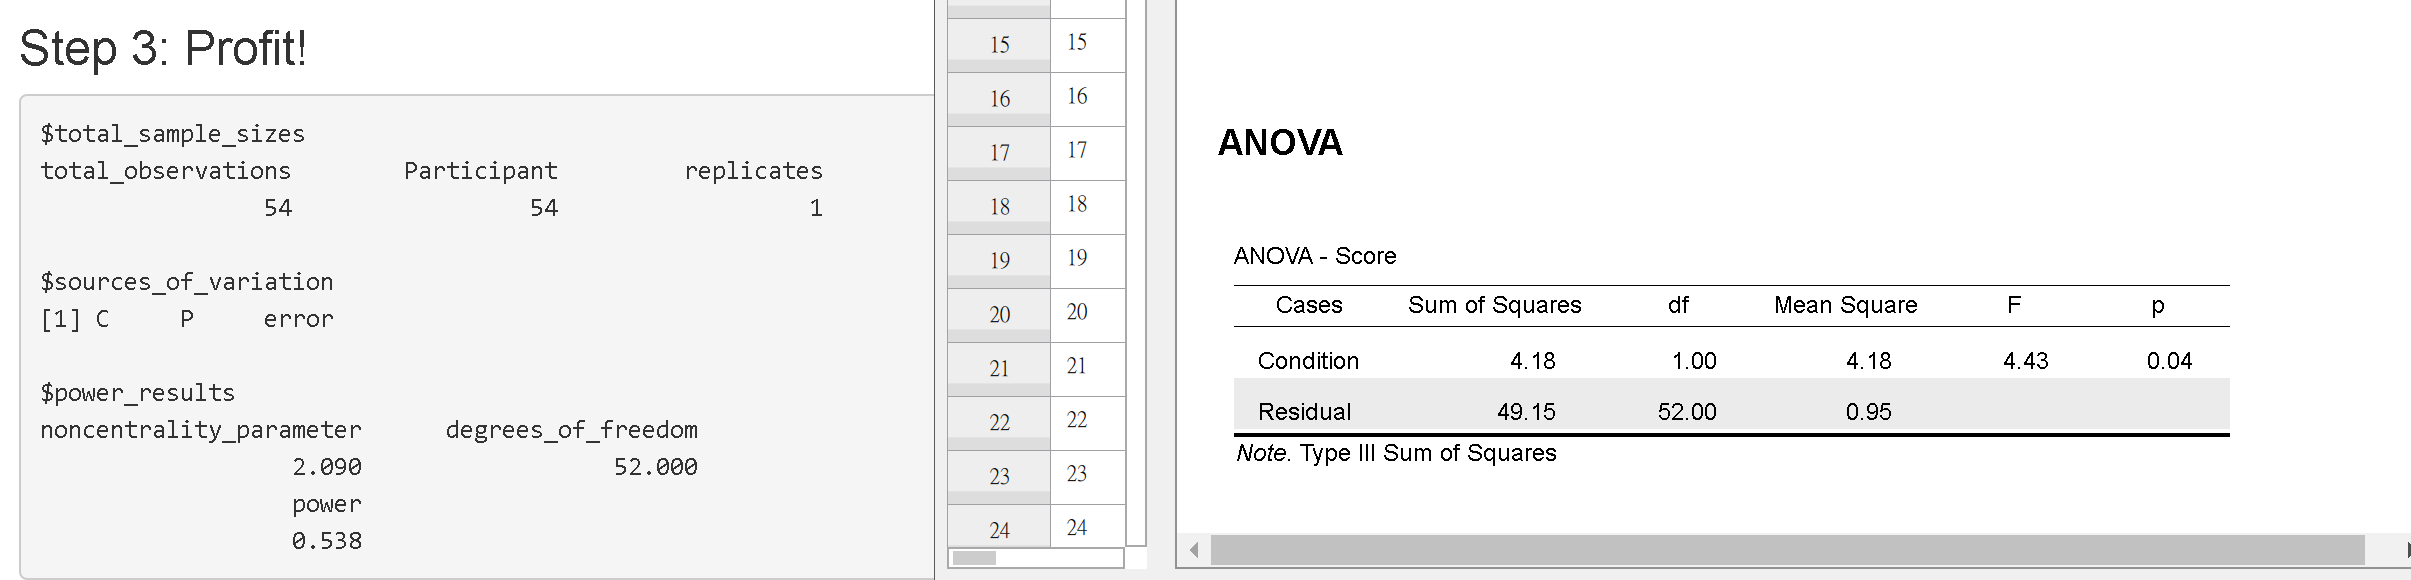 Step 3: Profit!
$total_sample_sizes
total_observations Participant replicates
54 54 1
$sources_of_variation
[1] C P error
$power_results
noncentrality_parameter degrees_of_freedom
2.090 52.000
power
0.538
15 15
16 16
17 17
18 18
19 19
20 20
21 21
22 22
23 23
24 24
ANOVA
ANOVA - Score
Cases Sum of Squares df Mean Square F p
Condition 4.18 1.00 4.18 4.43 0.04
Residual 49.15 52.00 0.95
Note. Type III Sum of Squares